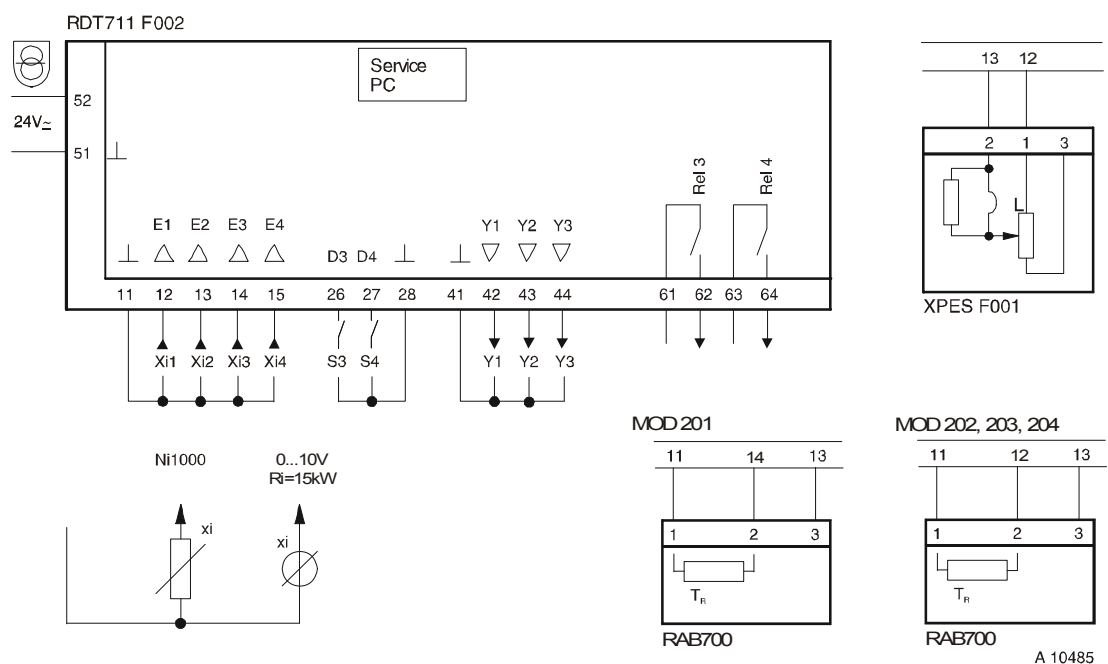 RDT711 F002
Service
PC
52
24V≂
51
E1 E2 E3 E4
D3 D4
Y1 Y2 Y3
Rel 3
Rel 4
11 12 13 14 15 26 27 28 41 42 43 44 61 62 63 64
Xi1 Xi2 Xi3 Xi4 S3 S4 Y1 Y2 Y3
13 12
2 1 3
L
XPES F001
Ni1000
0...10V
Ri=15kW
xi
xi
MOD 201
11 14 13
1 2 3
TR
RAB700
MOD 202, 203, 204
11 12 13
1 2 3
TR
RAB700
A 10485